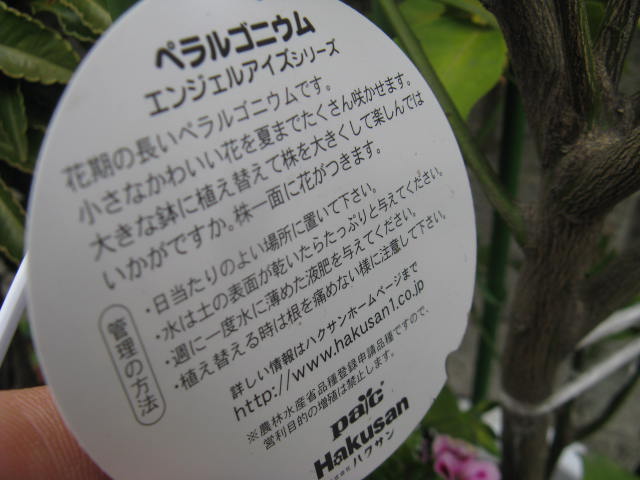 ペラルゴニウム
エンジェルアイズシリーズ
花期の長いペラルゴニウムです。
小さなかわいい花を夏までたくさん咲かせます。
大きな鉢に植え替えて株を大きくして楽しんでは
いかがですか。株一面に花がつきます。
管理の方法
・日当たりのよい場所に置いて下さい。
・水は土の表面が乾いたらたっぷりと与えてください。
・週に一度水に薄めた液肥を与えてください。
・植え替える時は根を痛めない様に注意して下さい。
詳しい情報はハクサンホームページまで
http://www.hakusan1.co.jp
※農林水産省品種登録申請品種ですので、
営利目的の増殖は禁止します。
PaC
Hakusan
株式会社 ハクサン